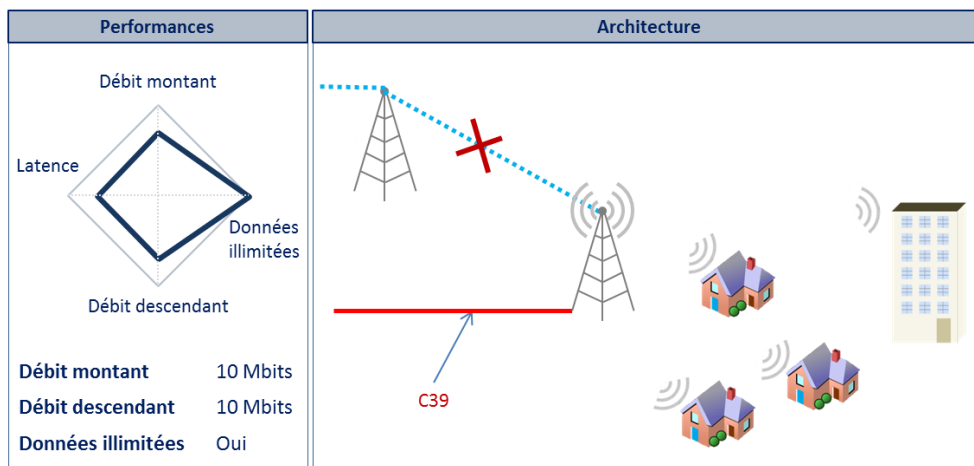 Performances
Architecture
Débit montant
Latence
Données
illimitées
Débit descendant
Débit montant 10 Mbits
Débit descendant 10 Mbits
Données illimitées Oui
C39